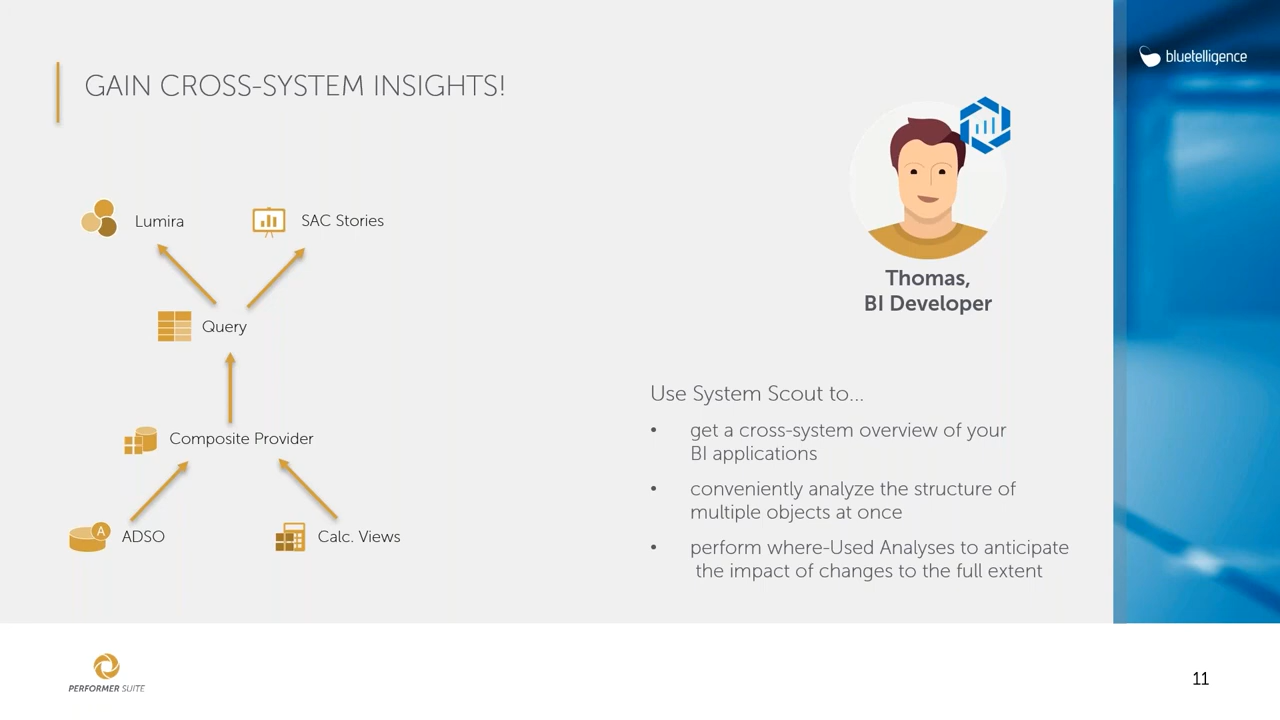 GAIN CROSS-SYSTEM INSIGHTS!
bluetelligence
Lumira
SAC Stories
Query
Composite Provider
A
ADSO
Calc. Views
Thomas,
BI Developer
Use System Scout to...
• get a cross-system overview of your
BI applications
• conveniently analyze the structure of
multiple objects at once
• perform where-Used Analyses to anticipate
the impact of changes to the full extent
PERFORMER SUITE
11